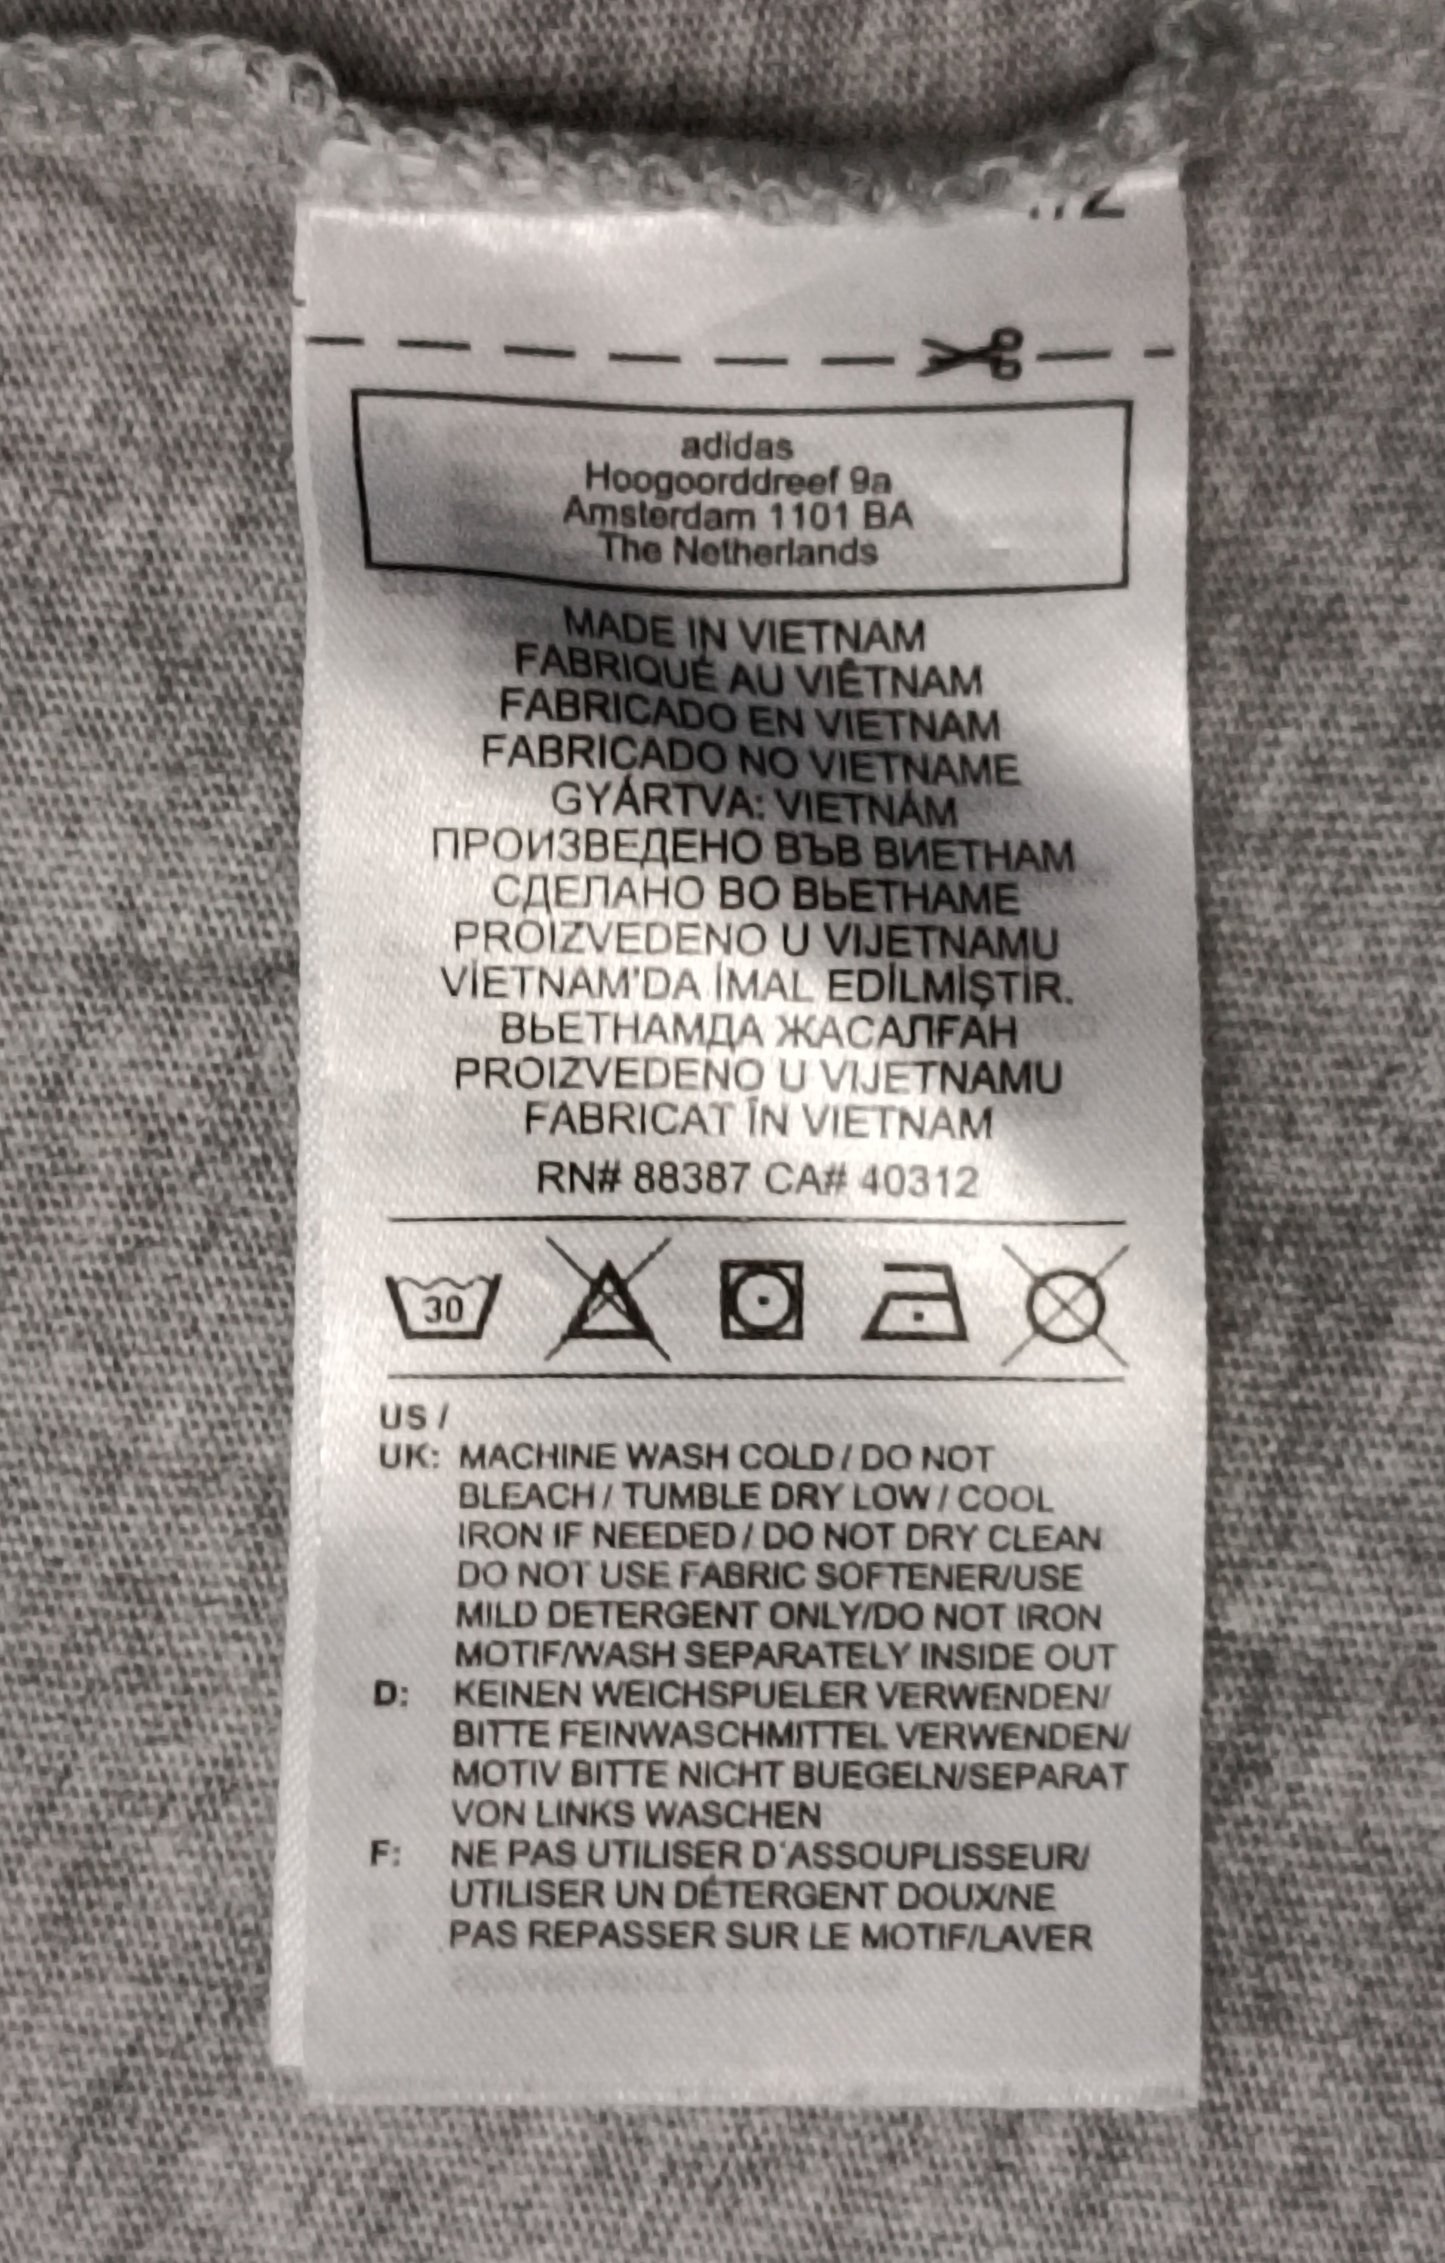 adidas
Hoogoorddreef 9a
Amsterdam 1101 BA
The Netherlands
MADE IN VIETNAM
FABRIQUÉ AU VIÊTNAM
FABRICADO EN VIETNAM
FABRICADO NO VIETNAME
GYÁRTVA: VIETNÁM
ПРОИЗВЕДЕНО ВЪВ ВИЕТНАМ
СДЕЛАНО ВО ВЬЕТНАМЕ
PROIZVEDENO U VIJETNAMU
VİETNAM'DA İMAL EDİLMİŞTİR.
ВЬЕТНАМДА ЖАСАЛҒАН
PROIZVEDENO U VIJETNAMU
FABRICAT ÎN VIETNAM
RN# 88387 CA# 40312
30
US /
UK: MACHINE WASH COLD / DO NOT
BLEACH / TUMBLE DRY LOW / COOL
IRON IF NEEDED / DO NOT DRY CLEAN
DO NOT USE FABRIC SOFTENER/USE
MILD DETERGENT ONLY/DO NOT IRON
MOTIF/WASH SEPARATELY INSIDE OUT
D: KEINEN WEICHSPUELER VERWENDEN/
BITTE FEINWASCHMITTEL VERWENDEN/
MOTIV BITTE NICHT BUEGELN/SEPARAT
VON LINKS WASCHEN
F: NE PAS UTILISER D'ASSOUPLISSEUR/
UTILISER UN DÉTERGENT DOUX/NE
PAS REPASSER SUR LE MOTIF/LAVER